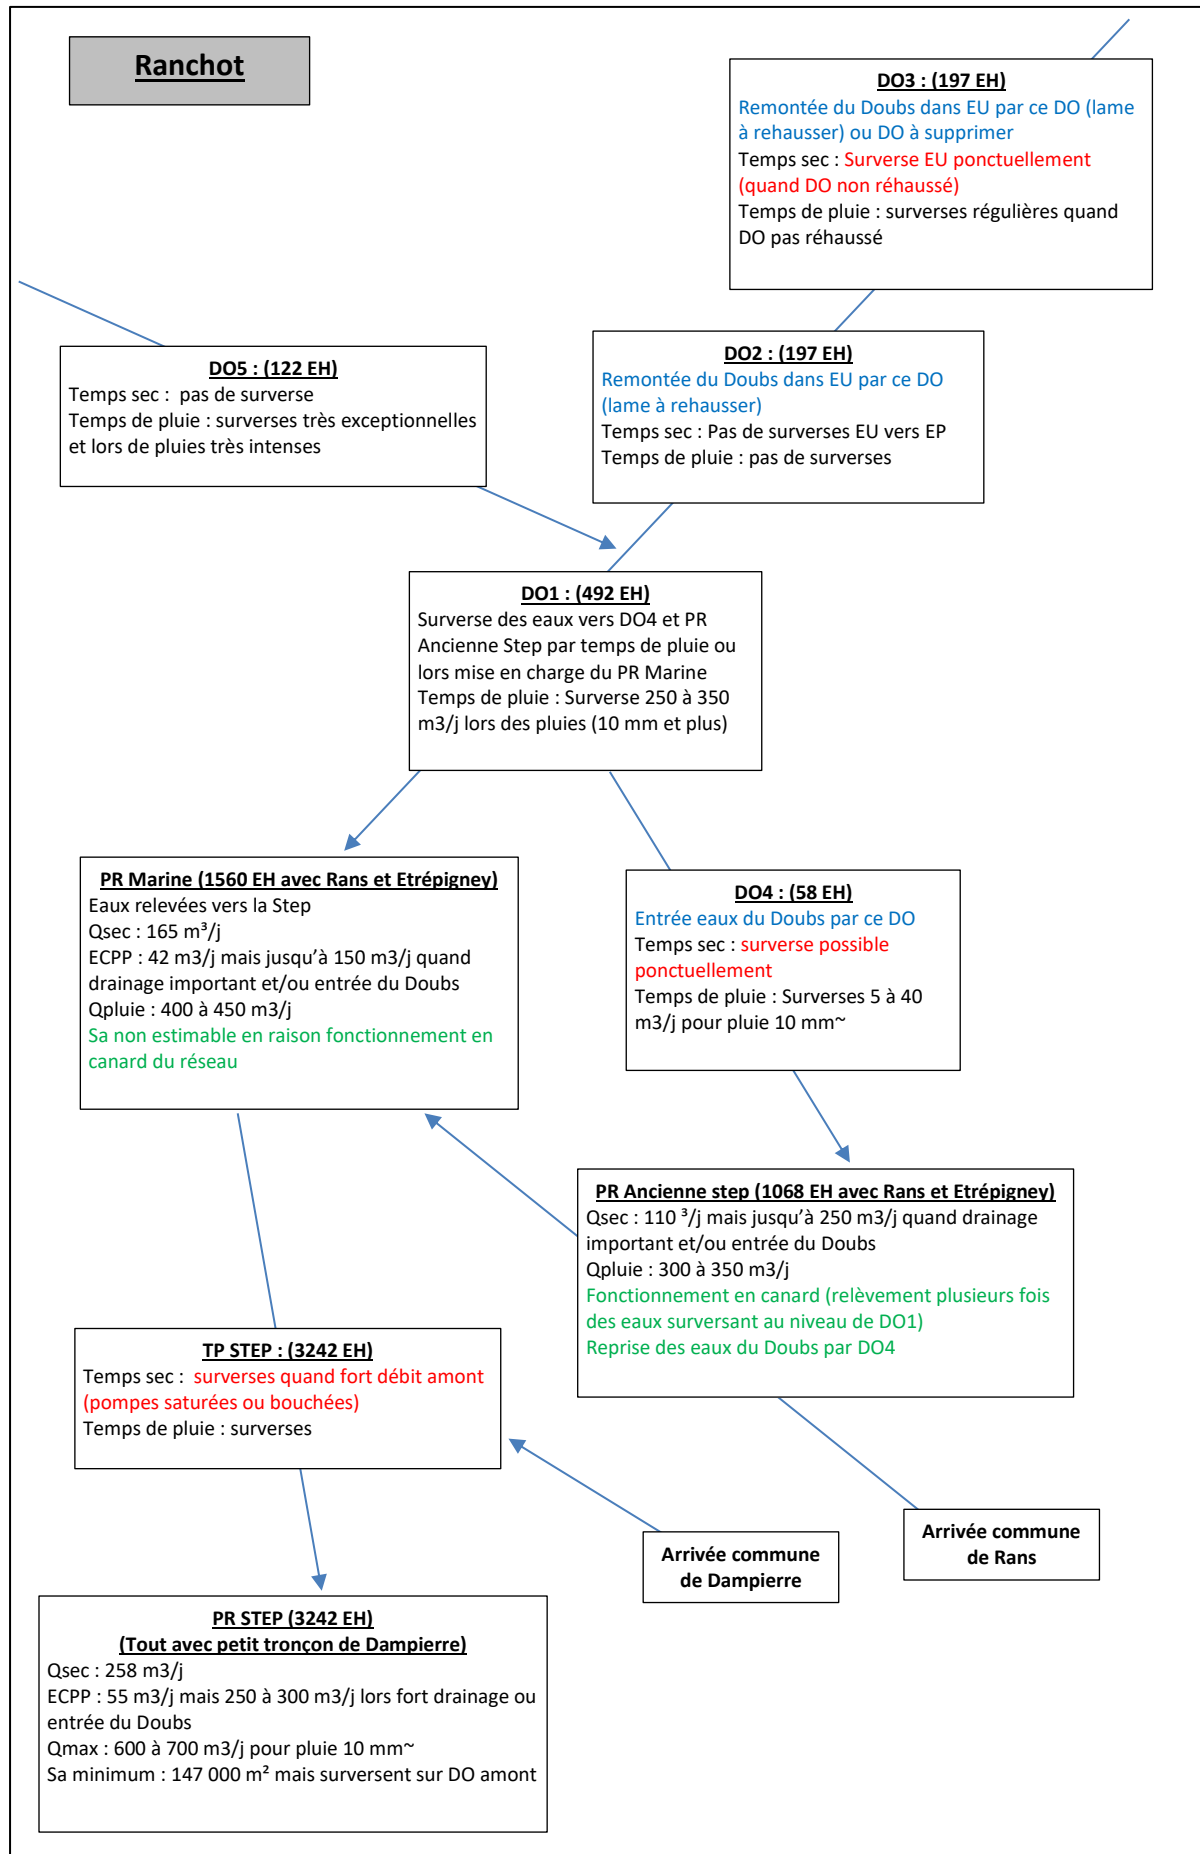 Ranchot
DO3 : (197 EH)
Remontée du Doubs dans EU par ce DO (lame
à rehausser) ou DO à supprimer
Temps sec : Surverse EU ponctuellement
(quand DO non réhaussé)
Temps de pluie : surverses régulières quand
DO pas réhaussé
DO5 : (122 EH)
Temps sec :  pas de surverse
Temps de pluie : surverses très exceptionnelles
et lors de pluies très intenses
DO2 : (197 EH)
Remontée du Doubs dans EU par ce DO
(lame à rehausser)
Temps sec : Pas de surverses EU vers EP
Temps de pluie : pas de surverses
DO1 : (492 EH)
Surverse des eaux vers DO4 et PR
Ancienne Step par temps de pluie ou
lors mise en charge du PR Marine
Temps de pluie : Surverse 250 à 350
m3/j lors des pluies (10 mm et plus)
PR Marine (1560 EH avec Rans et Etrépigney)
Eaux relevées vers la Step
Qsec : 165 m³/j
ECPP : 42 m3/j mais jusqu’à 150 m3/j quand
drainage important et/ou entrée du Doubs
Qpluie : 400 à 450 m3/j
Sa non estimable en raison fonctionnement en
canard du réseau
DO4 : (58 EH)
Entrée eaux du Doubs par ce DO
Temps sec : surverse possible
ponctuellement
Temps de pluie : Surverses 5 à 40
m3/j pour pluie 10 mm~
PR Ancienne step (1068 EH avec Rans et Etrépigney)
Qsec : 110 ³/j mais jusqu’à 250 m3/j quand drainage
important et/ou entrée du Doubs
Qpluie : 300 à 350 m3/j
Fonctionnement en canard (relèvement plusieurs fois
des eaux surversant au niveau de DO1)
Reprise des eaux du Doubs par DO4
TP STEP : (3242 EH)
Temps sec :  surverses quand fort débit amont
(pompes saturées ou bouchées)
Temps de pluie : surverses
Arrivée commune
de Rans
Arrivée commune
de Dampierre
PR STEP (3242 EH)
(Tout avec petit tronçon de Dampierre)
Qsec : 258 m3/j
ECPP : 55 m3/j mais 250 à 300 m3/j lors fort drainage ou
entrée du Doubs
Qmax : 600 à 700 m3/j pour pluie 10 mm~
Sa minimum : 147 000 m² mais surversent sur DO amont